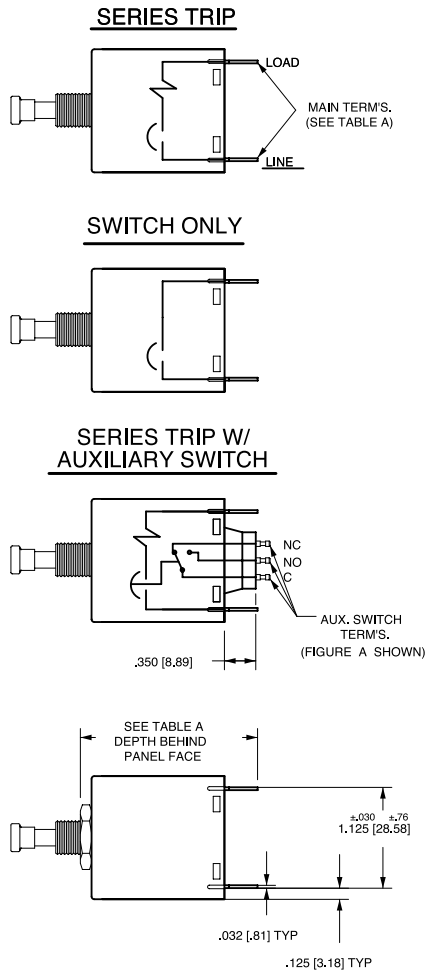 SERIES TRIP
LOAD
MAIN TERM'S.
(SEE TABLE A)
LINE
SWITCH ONLY
SERIES TRIP W/
AUXILIARY SWITCH
NC
NO
C
AUX. SWITCH
TERM'S.
(FIGURE A SHOWN)
.350 [8.89]
SEE TABLE A
DEPTH BEHIND
PANEL FACE
±.030 ±.76
1.125 [28.58]
.032 [.81] TYP
.125 [3.18] TYP